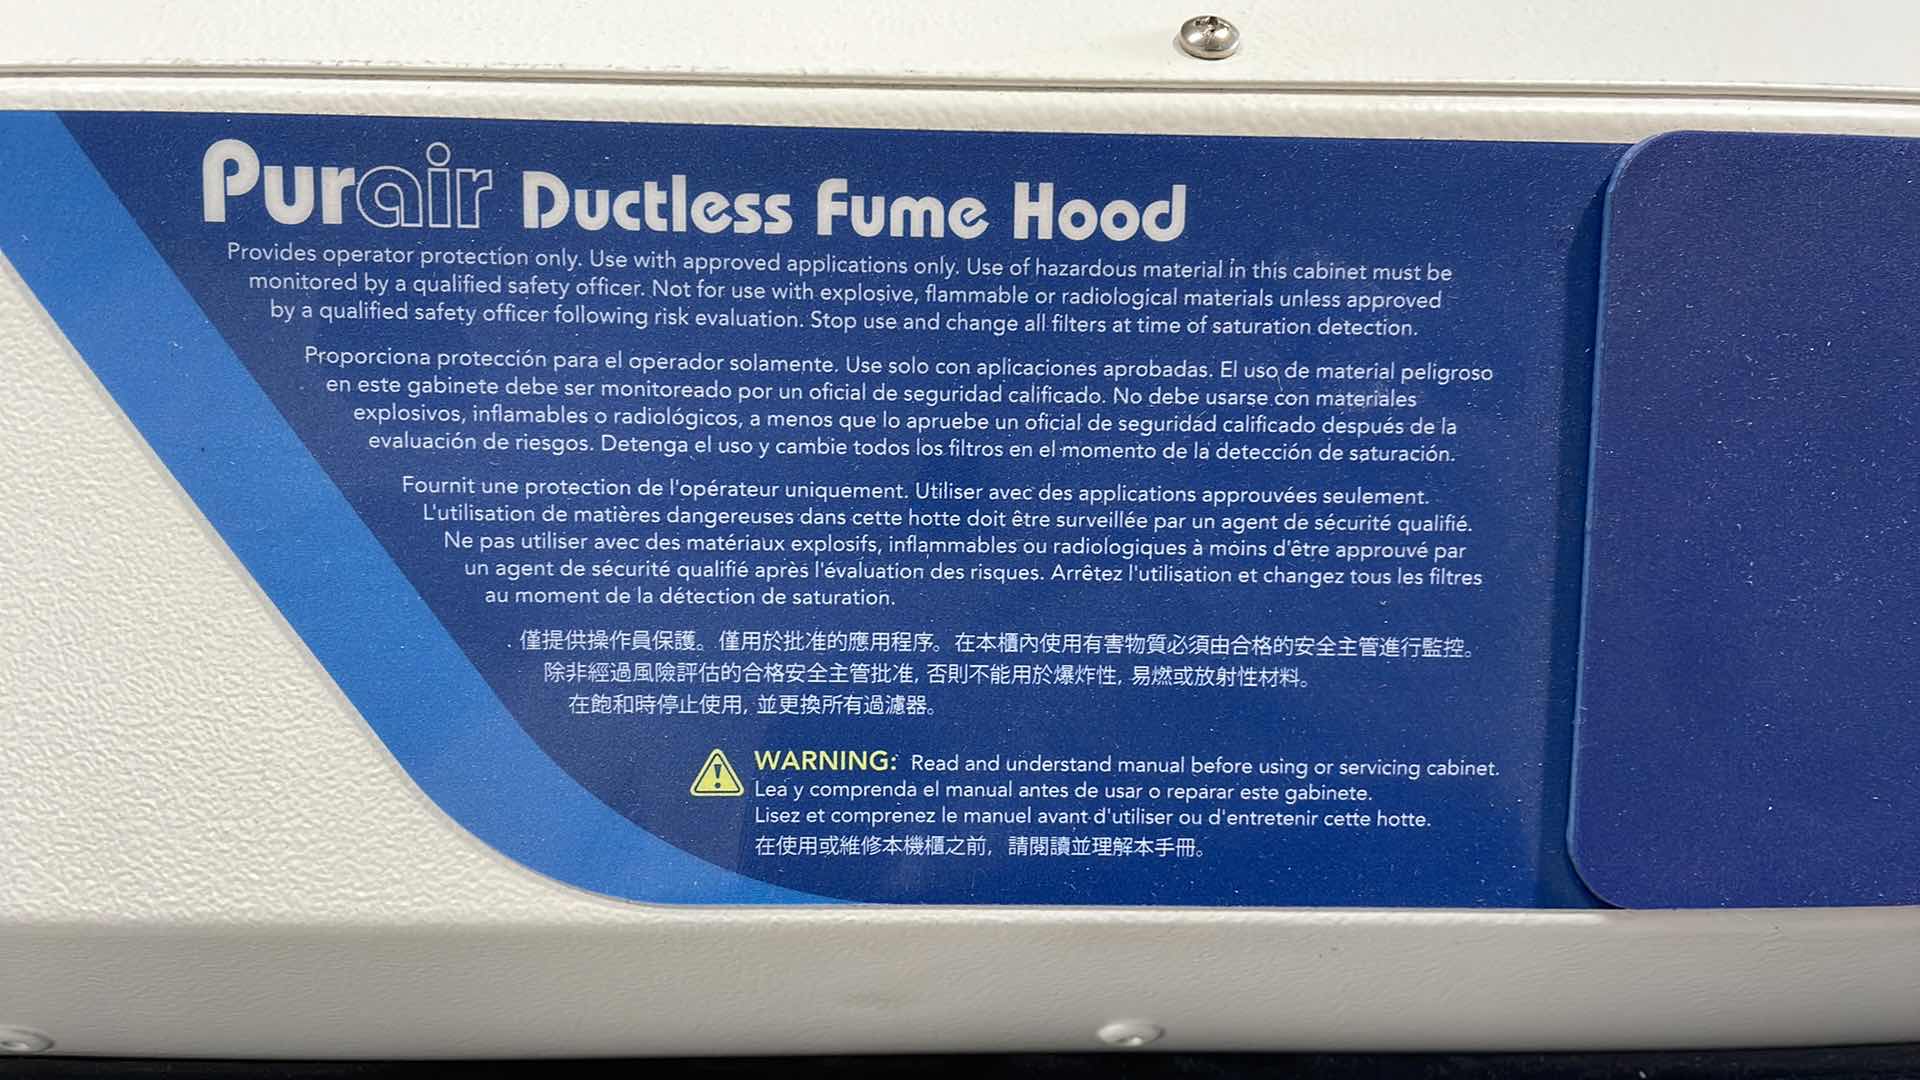 Purair Ductless Fume Hood
Provides operator protection only. Use with approved applications only. Use of hazardous material in this cabinet must be
monitored by a qualified safety officer. Not for use with explosive, flammable or radiological materials unless approved
by a qualified safety officer following risk evaluation. Stop use and change all filters at time of saturation detection.
Proporciona protección para el operador solamente. Use solo con aplicaciones aprobadas. El uso de material peligroso
en este gabinete debe ser monitoreado por un oficial de seguridad calificado. No debe usarse con materiales
explosivos, inflamables o radiológicos, a menos que lo apruebe un oficial de seguridad calificado después de la
evaluación de riesgos. Detenga el uso y cambie todos los filtros en el momento de la detección de saturación.
Fournit une protection de l'opérateur uniquement. Utiliser avec des applications approuvées seulement.
L'utilisation de matières dangereuses dans cette hotte doit être surveillée par un agent de sécurité qualifié.
Ne pas utiliser avec des matériaux explosifs, inflammables ou radiologiques à moins d'être approuvé par
un agent de sécurité qualifié après l'évaluation des risques. Arrêtez l'utilisation et changez tous les filtres
au moment de la détection de saturation.
僅提供操作員保護。僅用於批准的應用程序。在本櫃內使用有害物質必須由合格的安全主管進行監控。
除非經過風險評估的合格安全主管批准, 否則不能用於爆炸性, 易燃或放射性材料。
在飽和時停止使用, 並更換所有過濾器。
WARNING: Read and understand manual before using or servicing cabinet.
Lea y comprenda el manual antes de usar o reparar este gabinete.
Lisez et comprenez le manuel avant d'utiliser ou d'entretenir cette hotte.
在使用或維修本機櫃之前，請閱讀並理解本手冊。